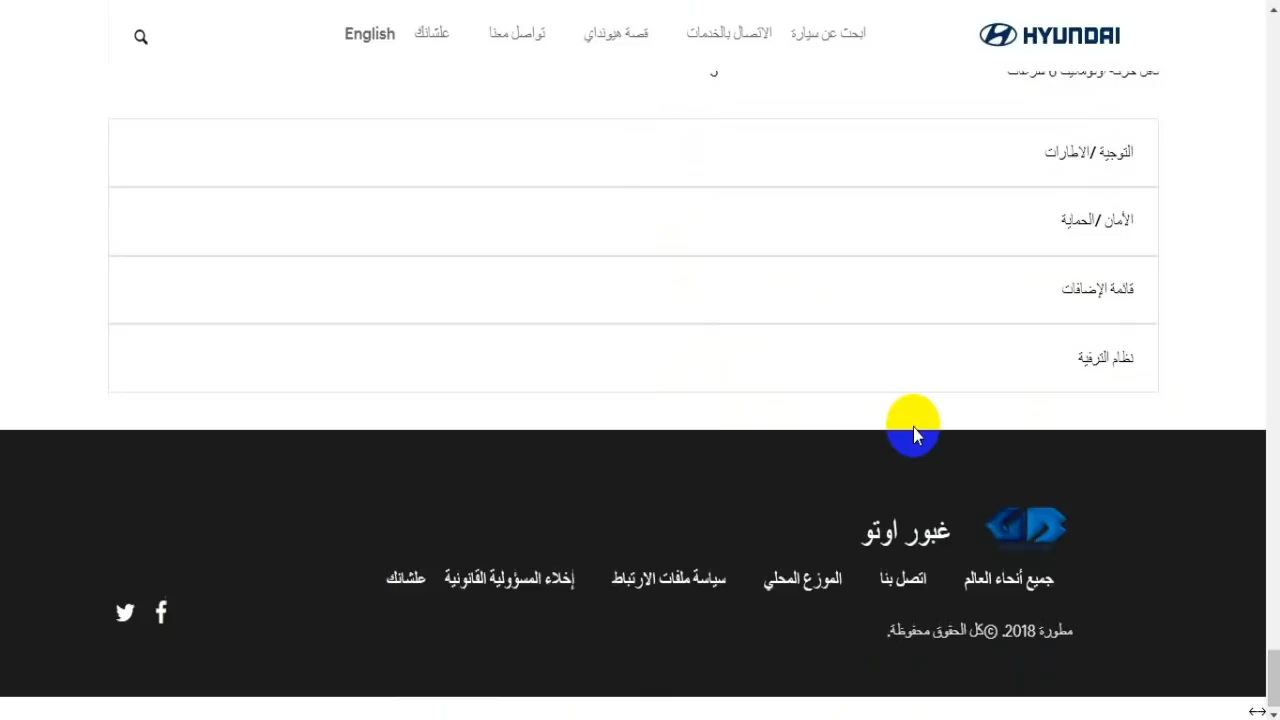 HYUNDAI
ابحث عن سيارة الاتصال بالخدمات قصة هيونداي تواصل معنا علشانك English
التوجية /الاطارات
الأمان /الحماية
قائمة الإضافات
نظام الترفية
غبور اوتو
جميع أنحاء العالم اتصل بنا الموزع المحلي سياسة ملفات الارتباط إخلاء المسؤولية القانونية علشانك
مطورة 2018. ©كل الحقوق محفوظة.